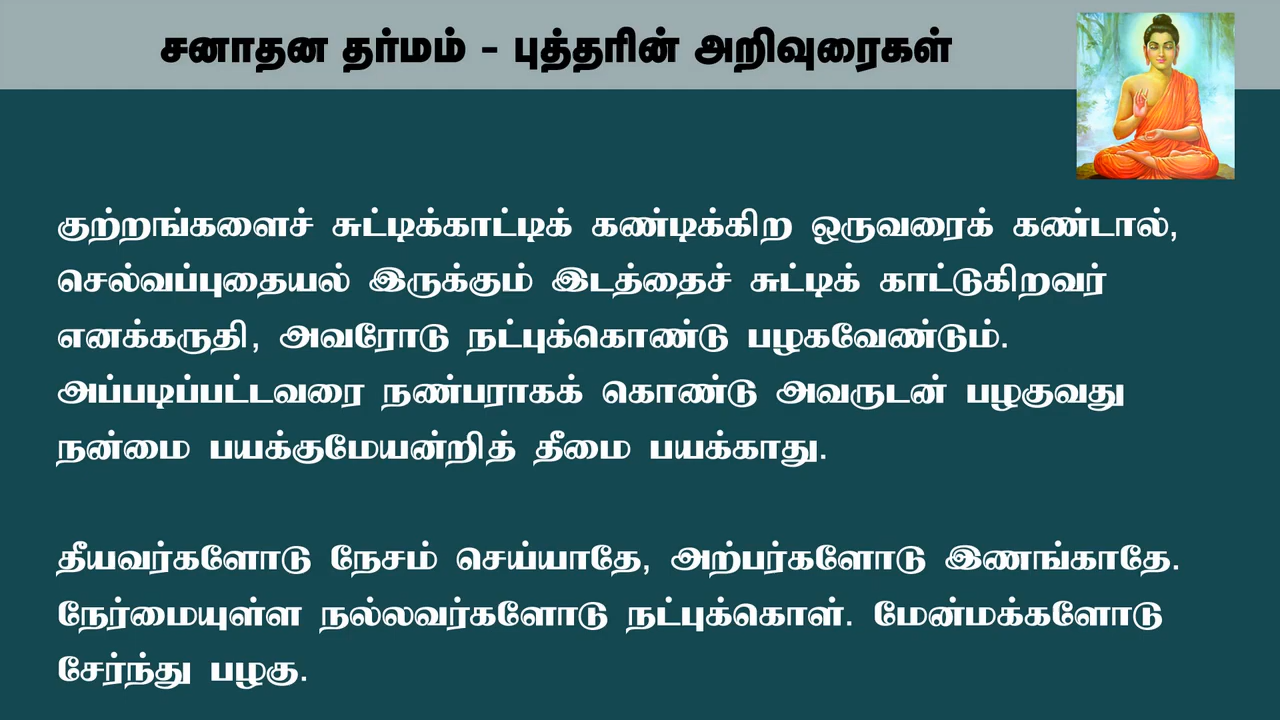 சனாதன தர்மம் - புத்தரின் அறிவுரைகள்
குற்றங்களைச் சுட்டிக்காட்டிக் கண்டிக்கிற ஒருவரைக் கண்டால்,
செல்வப்புதையல் இருக்கும் இடத்தைச் சுட்டிக் காட்டுகிறவர்
எனக்கருதி, அவரோடு நட்புக்கொண்டு பழகவேண்டும்.
அப்படிப்பட்டவரை நண்பராகக் கொண்டு அவருடன் பழகுவது
நன்மை பயக்குமேயன்றித் தீமை பயக்காது.
தீயவர்களோடு நேசம் செய்யாதே, அற்பர்களோடு இணங்காதே.
நேர்மையுள்ள நல்லவர்களோடு நட்புக்கொள். மேன்மக்களோடு
சேர்ந்து பழகு.